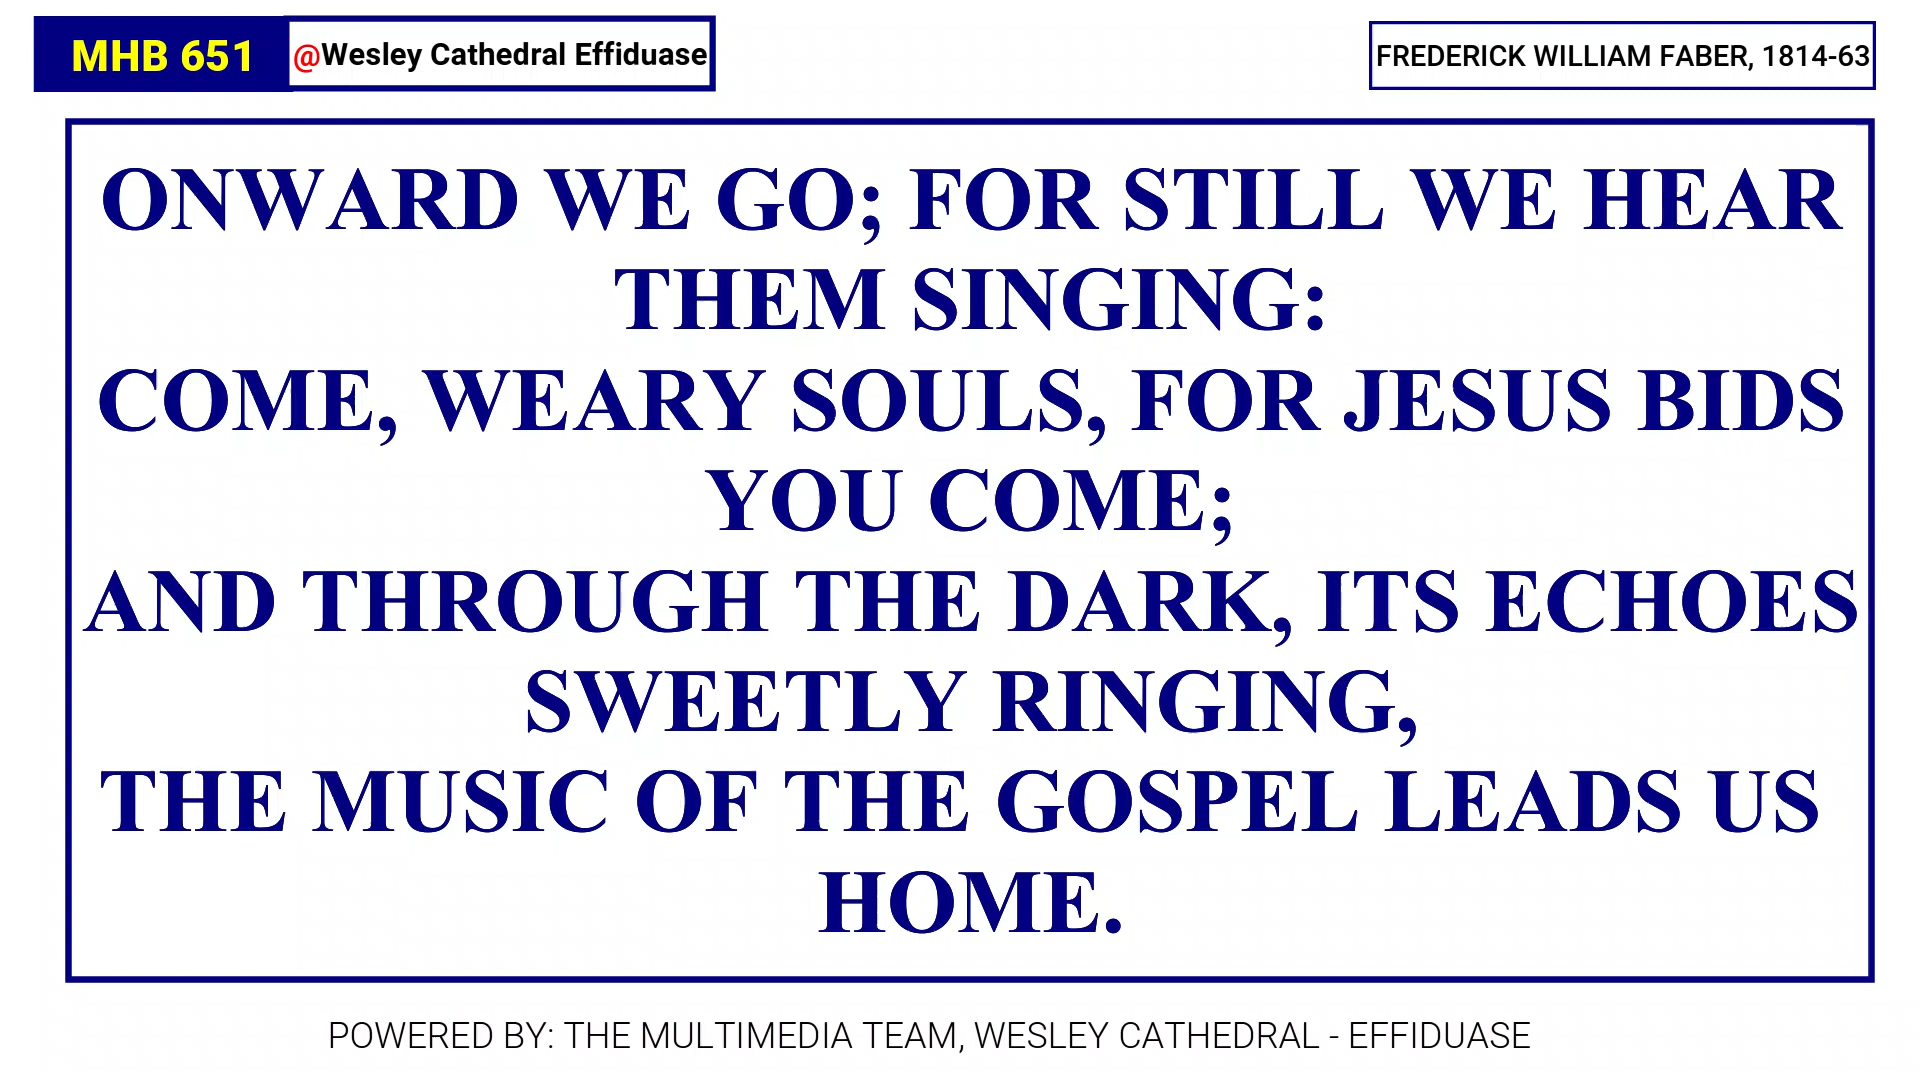 MHB 651
@Wesley Cathedral Effiduase
FREDERICK WILLIAM FABER, 1814-63
ONWARD WE GO; FOR STILL WE HEAR
THEM SINGING:
COME, WEARY SOULS, FOR JESUS BIDS
YOU COME;
AND THROUGH THE DARK, ITS ECHOES
SWEETLY RINGING,
THE MUSIC OF THE GOSPEL LEADS US
HOME.
POWERED BY: THE MULTIMEDIA TEAM, WESLEY CATHEDRAL - EFFIDUASE